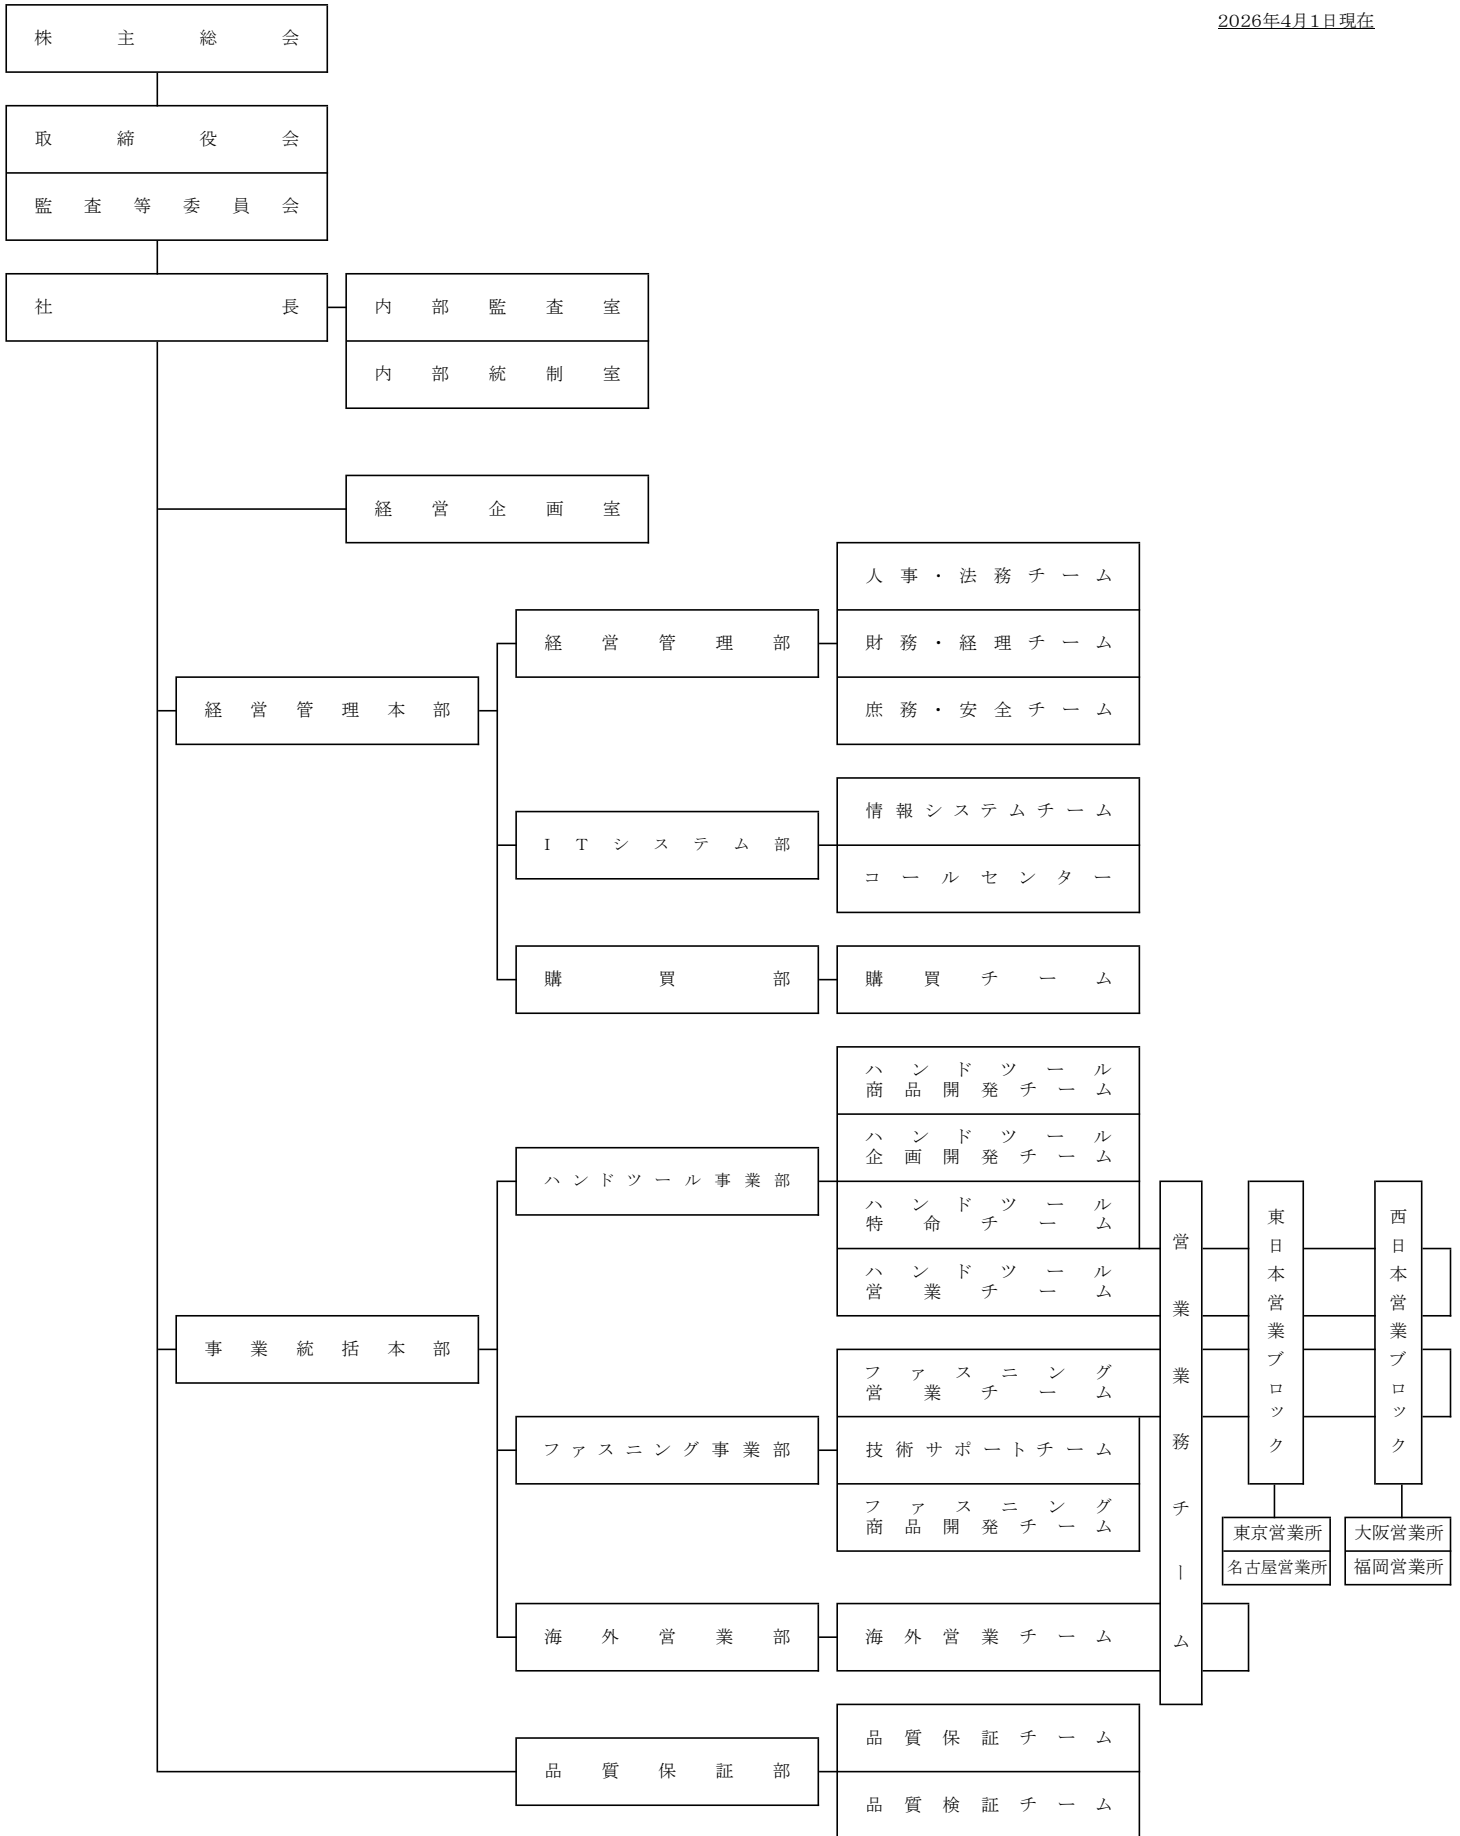 2026年4月1日現在
株主総会
取締役会
監査等委員会
社長
内部監査室
内部統制室
経営企画室
経営管理本部
経営管理部
人事・法務チーム
財務・経理チーム
庶務・安全チーム
ITシステム部
情報システムチーム
コールセンター
購買部
購買チーム
事業統括本部
ハンドツール事業部
ハンドツール
商品開発チーム
ハンドツール
企画開発チーム
ハンドツール
特命チーム
ハンドツール
営業チーム
ファスニング事業部
ファスニング
営業チーム
技術サポートチーム
ファスニング
商品開発チーム
海外営業部
海外営業チーム
営業業務チーム
東日本営業ブロック
西日本営業ブロック
東京営業所
名古屋営業所
大阪営業所
福岡営業所
品質保証部
品質保証チーム
品質検証チーム